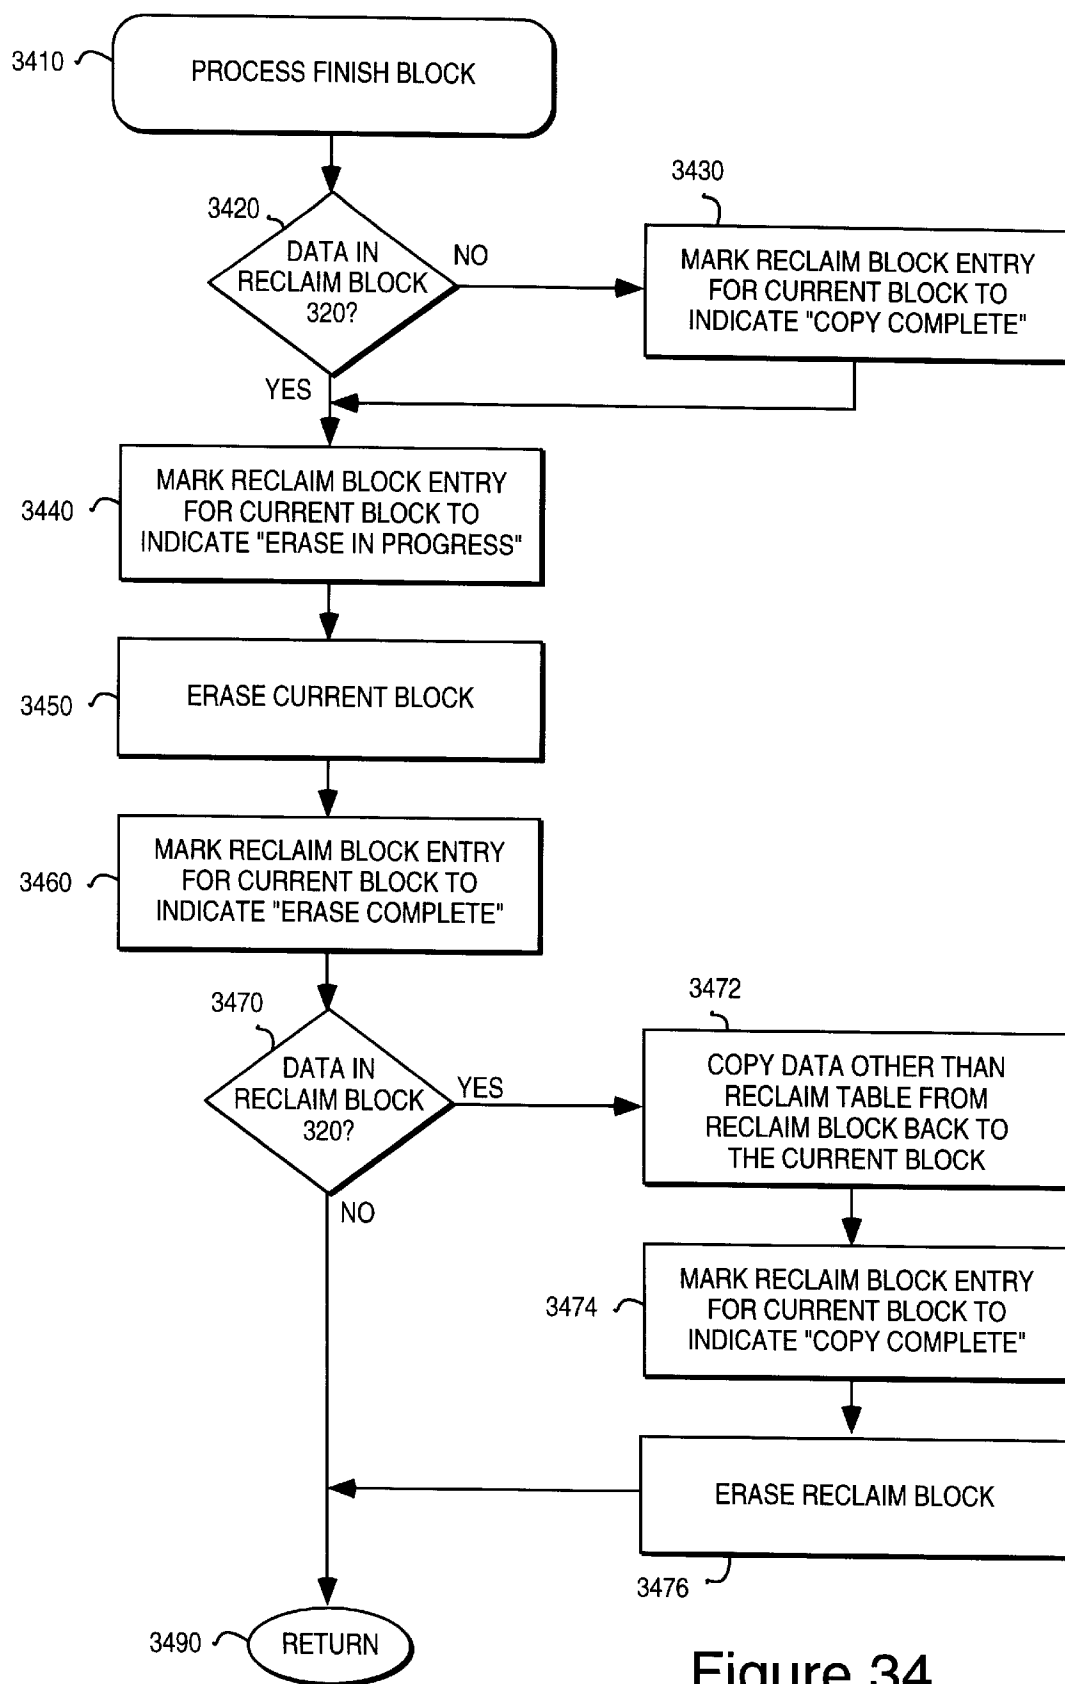 3410
PROCESS FINISH BLOCK
3420
DATA IN
RECLAIM BLOCK
320?
NO
3430
MARK RECLAIM BLOCK ENTRY
FOR CURRENT BLOCK TO
INDICATE "COPY COMPLETE"
YES
3440
MARK RECLAIM BLOCK ENTRY
FOR CURRENT BLOCK TO
INDICATE "ERASE IN PROGRESS"
3450
ERASE CURRENT BLOCK
3460
MARK RECLAIM BLOCK ENTRY
FOR CURRENT BLOCK TO
INDICATE "ERASE COMPLETE"
3470
DATA IN
RECLAIM BLOCK
320?
YES
3472
COPY DATA OTHER THAN
RECLAIM TABLE FROM
RECLAIM BLOCK BACK TO
THE CURRENT BLOCK
NO
3474
MARK RECLAIM BLOCK ENTRY
FOR CURRENT BLOCK TO
INDICATE "COPY COMPLETE"
ERASE RECLAIM BLOCK
3476
3490
RETURN
Figure 34